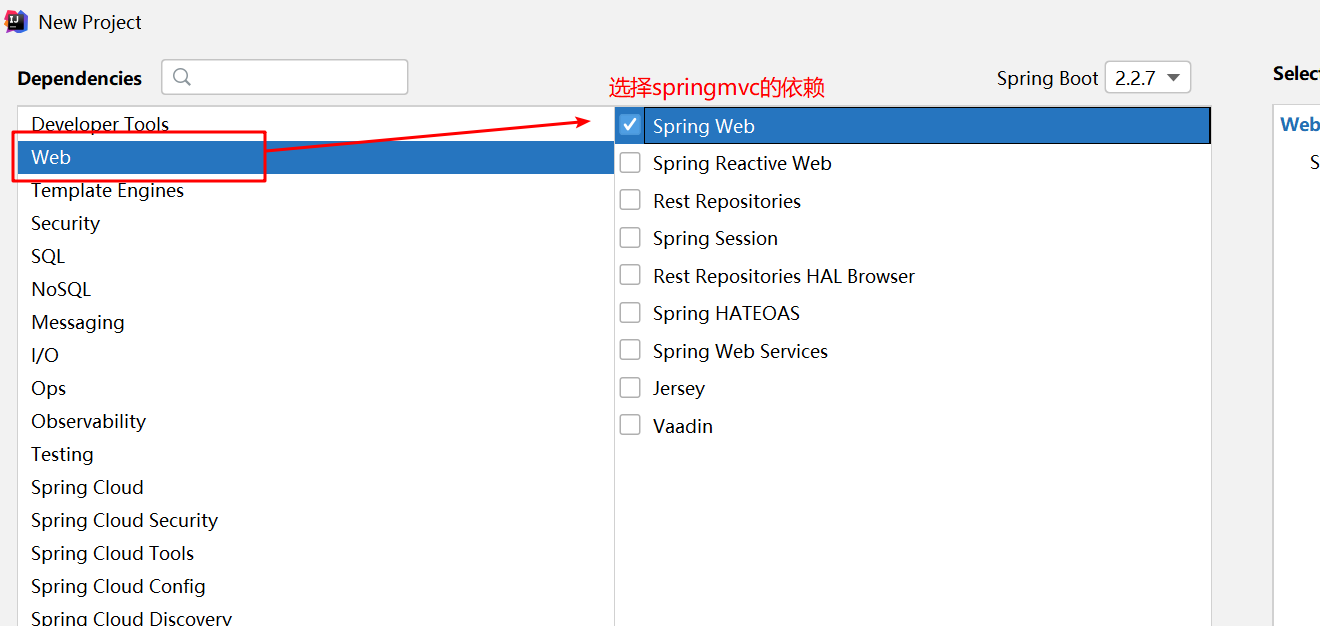 New Project
Dependencies
选择springmvc的依赖
Spring Boot 2.2.7
Developer Tools
Web
Template Engines
Security
SQL
NoSQL
Messaging
I/O
Ops
Observability
Testing
Spring Cloud
Spring Cloud Security
Spring Cloud Tools
Spring Cloud Config
Spring Cloud Discovery
Spring Web
Spring Reactive Web
Rest Repositories
Spring Session
Rest Repositories HAL Browser
Spring HATEOAS
Spring Web Services
Jersey
Vaadin
Selec
Web
S